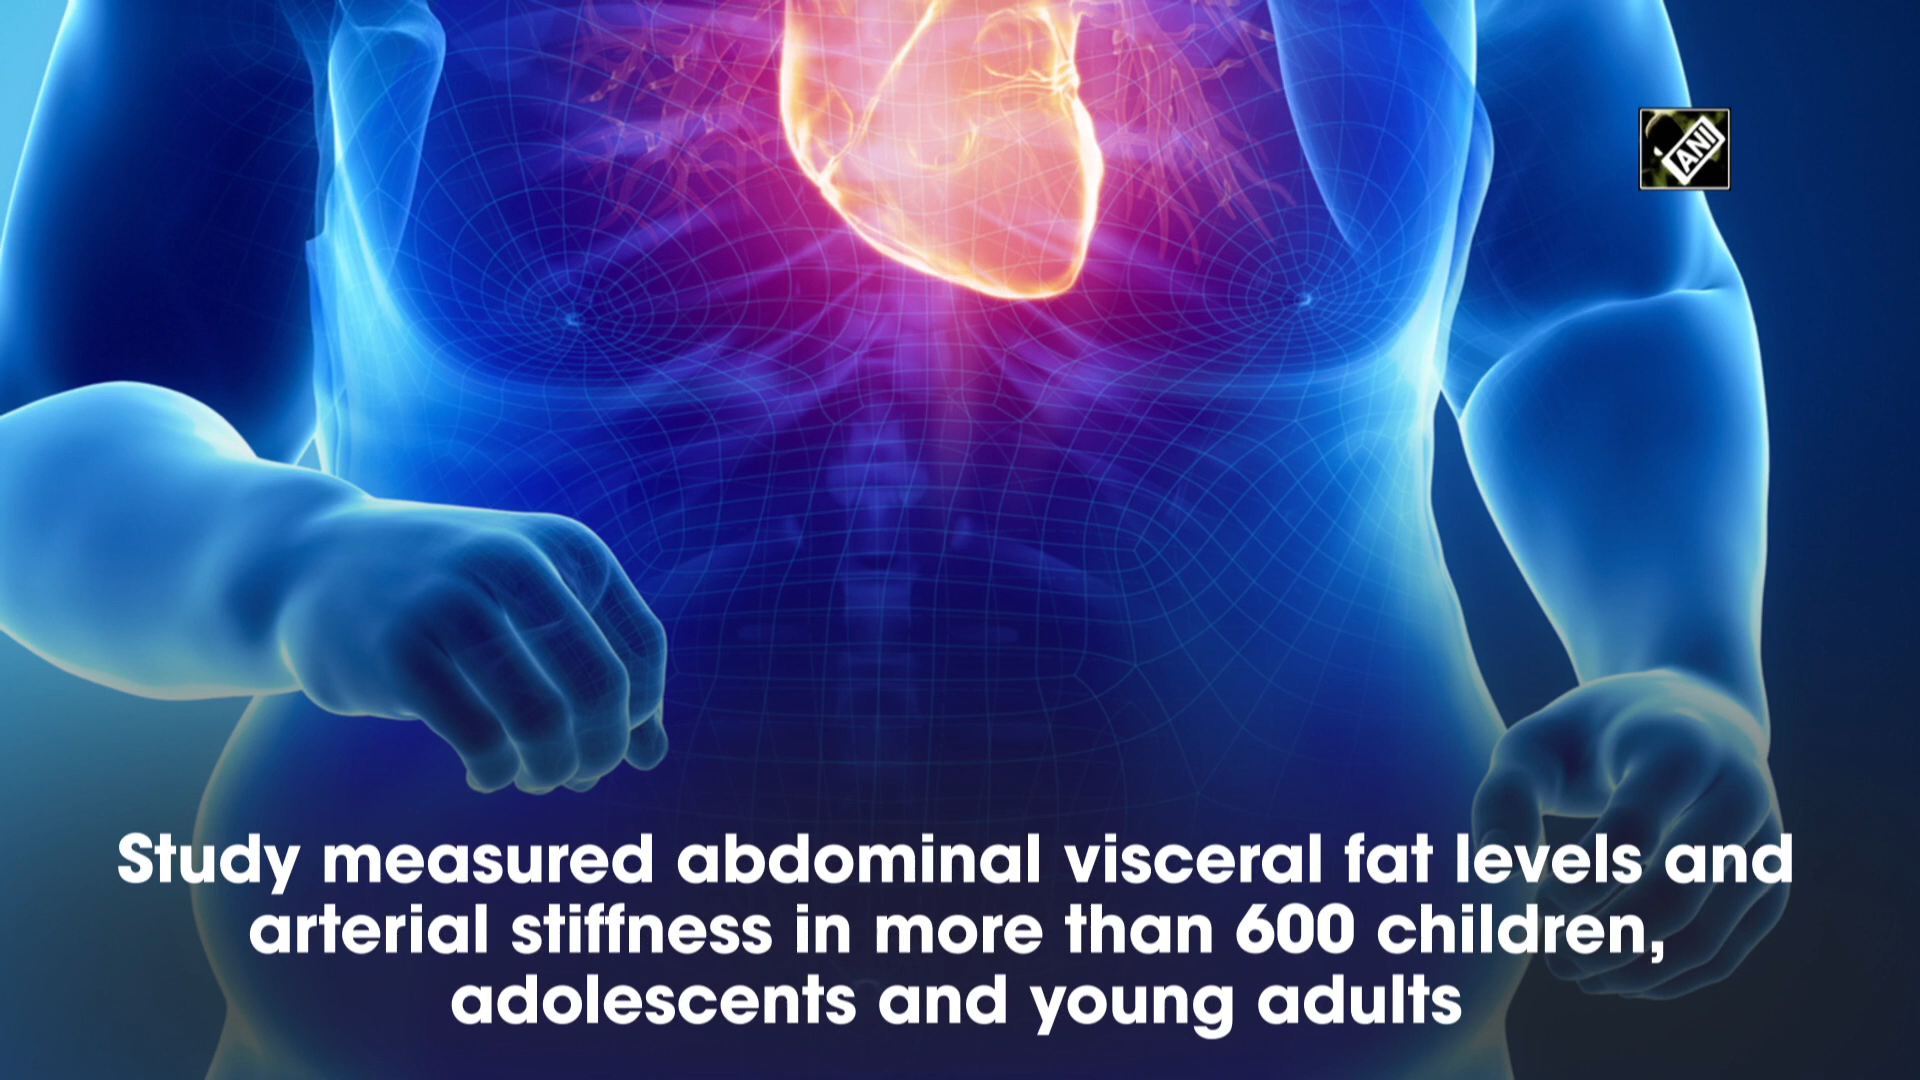 ANI
Study measured abdominal visceral fat levels and
arterial stiffness in more than 600 children,
adolescents and young adults